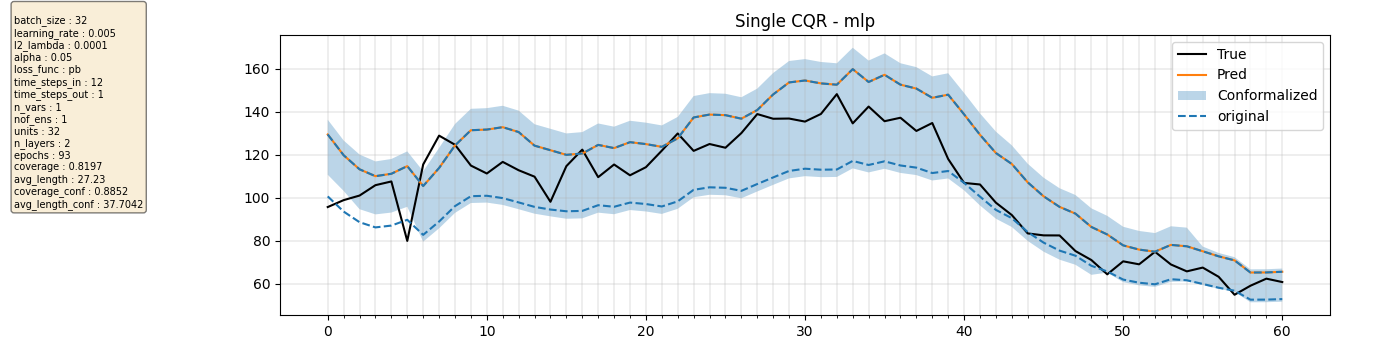 batch_size : 32
learning_rate : 0.005
l2_lambda : 0.0001
alpha : 0.05
loss_func : pb
time_steps_in : 12
time_steps_out : 1
n_vars : 1
nof_ens : 1
units : 32
n_layers : 2
epochs : 93
coverage : 0.8197
avg_length : 27.23
coverage_conf : 0.8852
avg_length_conf : 37.7042
Single CQR - mlp
160
140
120
100
80
60
0 10 20 30 40 50 60
True
Pred
Conformalized
original